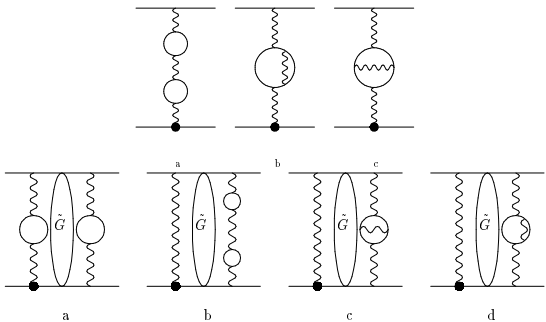 a b c
G̃ G̃ G̃ G̃
a b c d